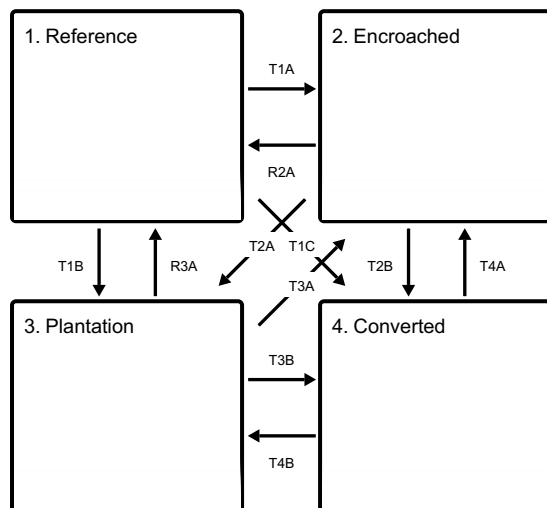 1. Reference
2. Encroached
T1A
R2A
T1B
R3A
T2A
T1C
T3A
T2B
T4A
3. Plantation
4. Converted
T3B
T4B